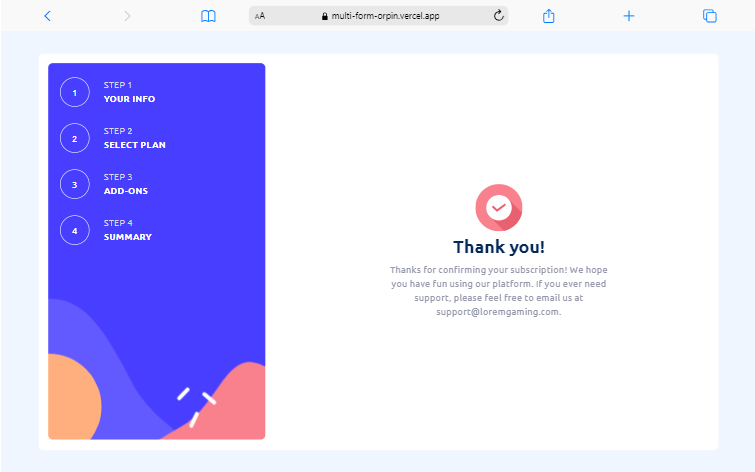 AA multi-form-orpin.vercel.app
1 STEP 1
YOUR INFO
2 STEP 2
SELECT PLAN
3 STEP 3
ADD-ONS
4 STEP 4
SUMMARY
Thank you!
Thanks for confirming your subscription! We hope
you have fun using our platform. If you ever need
support, please feel free to email us at
support@loremgaming.com.